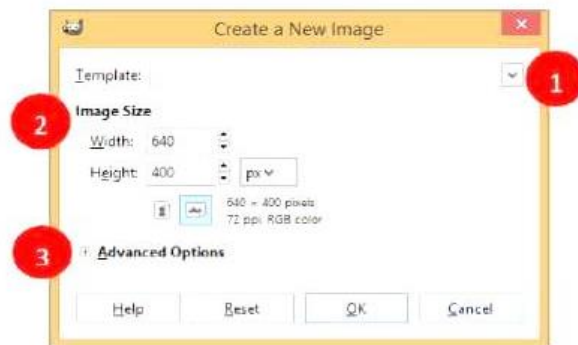 Create a New Image
Template:
1
2
Image Size
Width: 640
Height: 400 px
640 × 400 pixels
72 ppi, RGB color
3
Advanced Options
Help Reset OK Cancel